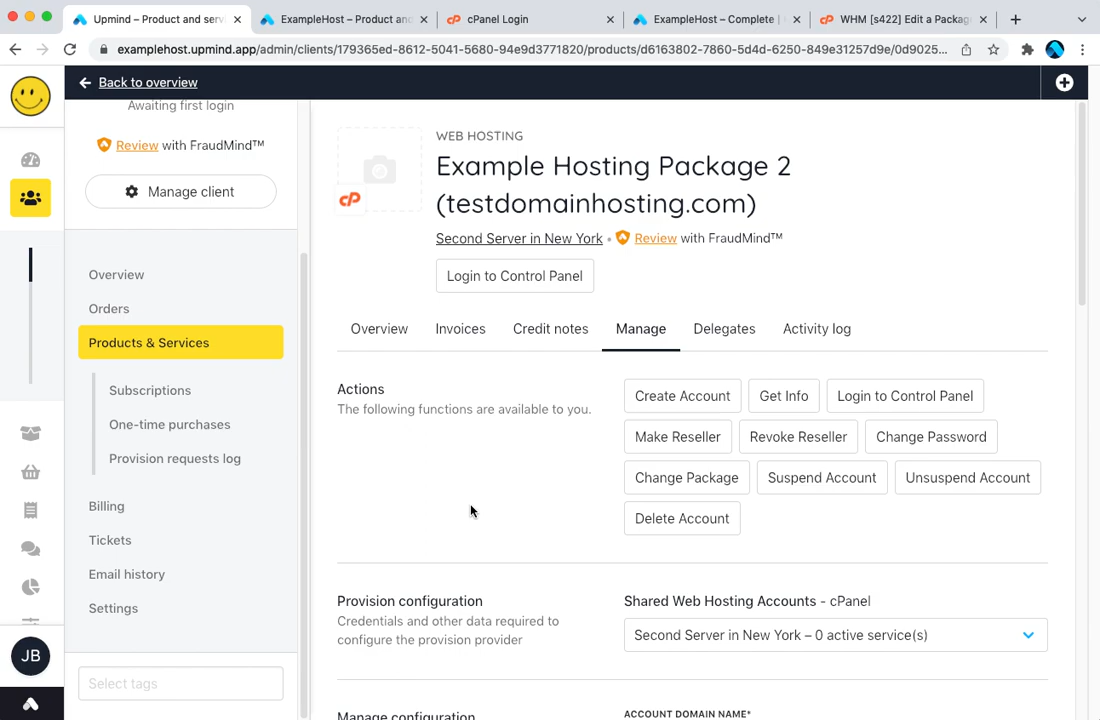 Upmind – Product and serv
ExampleHost – Product and
cPanel Login
ExampleHost – Complete |
WHM [s422] Edit a Packag
examplehost.upmind.app/admin/clients/179365ed-8612-5041-5680-94e9d3771820/products/d6163802-7860-5d4d-6250-849e31257d9e/0d9025...
Back to overview
Awaiting first login
Review with FraudMind™
Manage client
Overview
Orders
Products & Services
Subscriptions
One-time purchases
Provision requests log
Billing
Tickets
Email history
Settings
JB
Select tags
WEB HOSTING
Example Hosting Package 2
(testdomainhosting.com)
cP
Second Server in New York • Review with FraudMind™
Login to Control Panel
Overview Invoices Credit notes Manage Delegates Activity log
Actions
The following functions are available to you.
Create Account Get Info Login to Control Panel
Make Reseller Revoke Reseller Change Password
Change Package Suspend Account Unsuspend Account
Delete Account
Provision configuration
Credentials and other data required to
configure the provision provider
Shared Web Hosting Accounts - cPanel
Second Server in New York – 0 active service(s)
Manage configuration
ACCOUNT DOMAIN NAME*